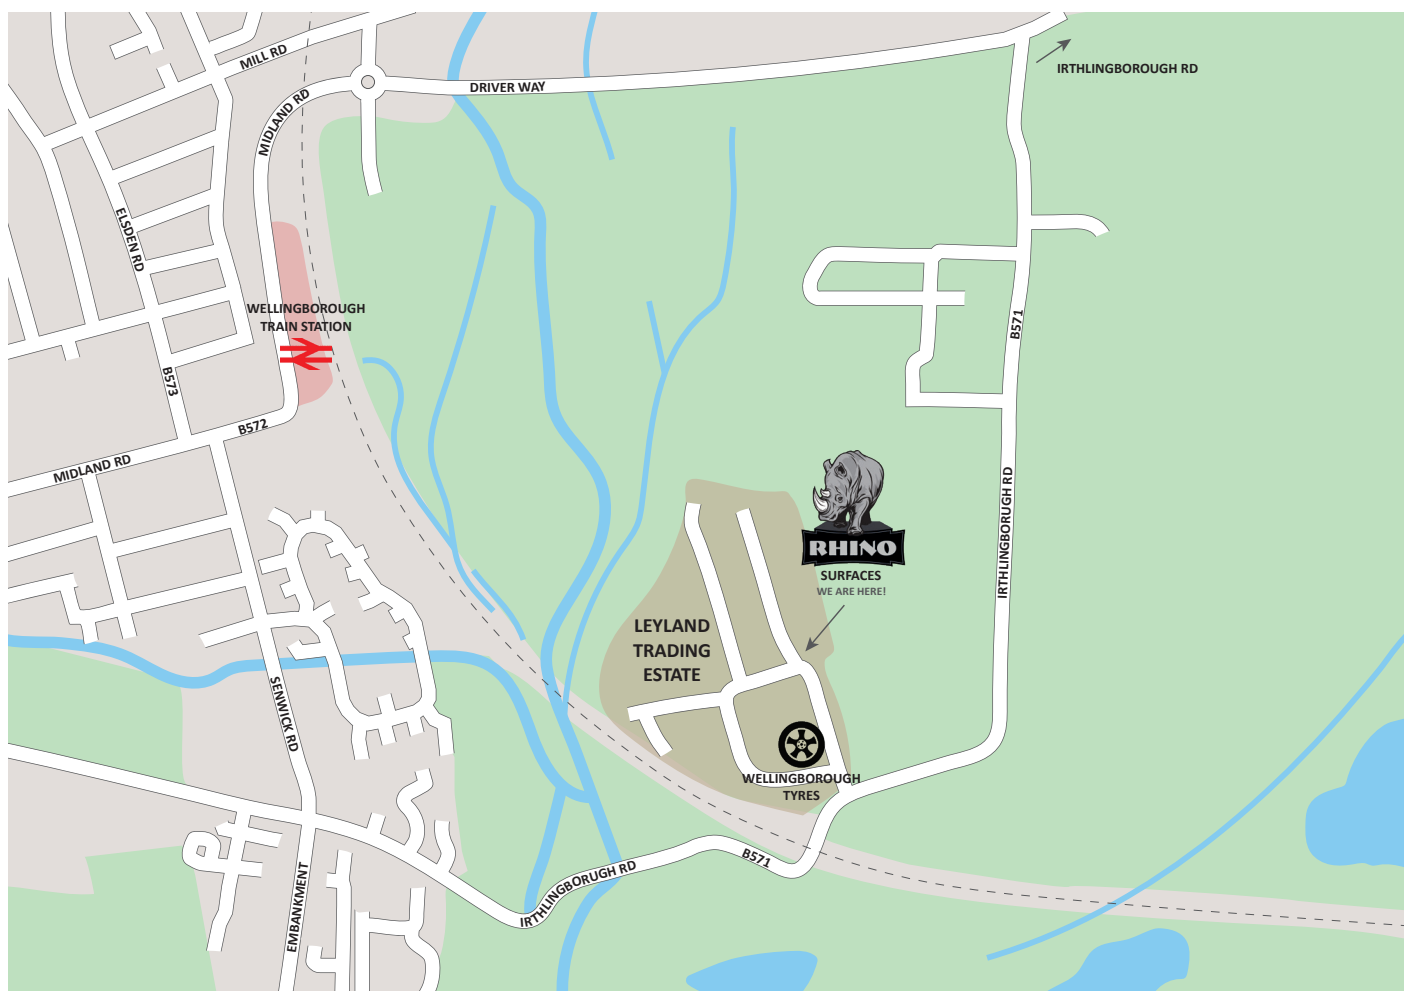 MILL RD
MIDLAND RD
DRIVER WAY
IRTHLINGBOROUGH RD
ELSDEN RD
WELLINGBOROUGH
TRAIN STATION
B571
B573
B572
MIDLAND RD
IRTHLINGBOROUGH RD
RHINO
SURFACES
WE ARE HERE!
LEYLAND
TRADING
ESTATE
SENWICK RD
WELLINGBOROUGH
TYRES
B571
IRTHLINGBORUGH RD
EMBANKMENT